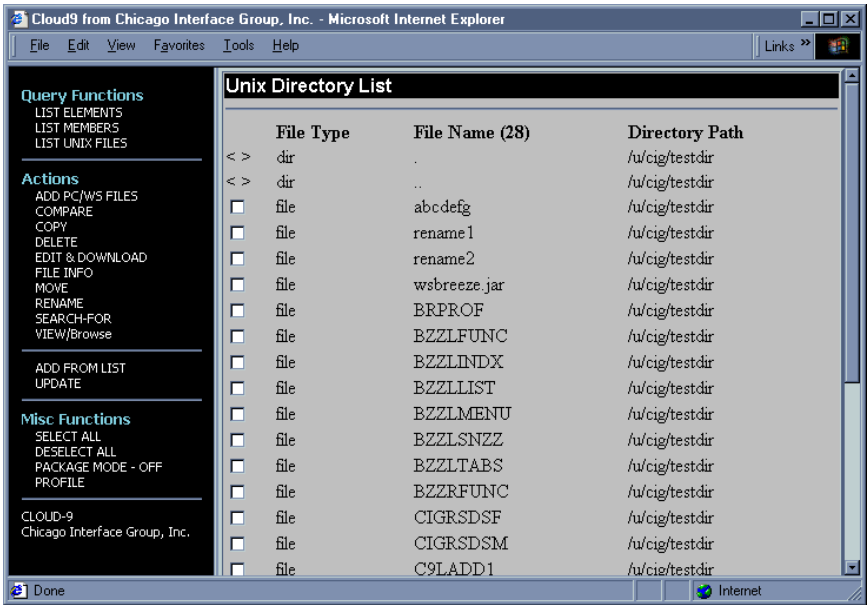 Cloud9 from Chicago Interface Group, Inc. - Microsoft Internet Explorer
File Edit View Favorites Tools Help Links »
Query Functions
LIST ELEMENTS
LIST MEMBERS
LIST UNIX FILES
Actions
ADD PC/WS FILES
COMPARE
COPY
DELETE
EDIT & DOWNLOAD
FILE INFO
MOVE
RENAME
SEARCH-FOR
VIEW/Browse
ADD FROM LIST
UPDATE
Misc Functions
SELECT ALL
DESELECT ALL
PACKAGE MODE - OFF
PROFILE
CLOUD-9
Chicago Interface Group, Inc.
Unix Directory List
File Type File Name (28) Directory Path
< > dir . /u/cig/testdir
< > dir .. /u/cig/testdir
file abcdefg /u/cig/testdir
file rename1 /u/cig/testdir
file rename2 /u/cig/testdir
file wsbreeze.jar /u/cig/testdir
file BRPROF /u/cig/testdir
file BZZLFUNC /u/cig/testdir
file BZZLINDX /u/cig/testdir
file BZZLLIST /u/cig/testdir
file BZZLMENU /u/cig/testdir
file BZZLSNZZ /u/cig/testdir
file BZZLTABS /u/cig/testdir
file BZZRFUNC /u/cig/testdir
file CIGRSDSF /u/cig/testdir
file CIGRSDSM /u/cig/testdir
file C9LADD1 /u/cig/testdir
Done Internet